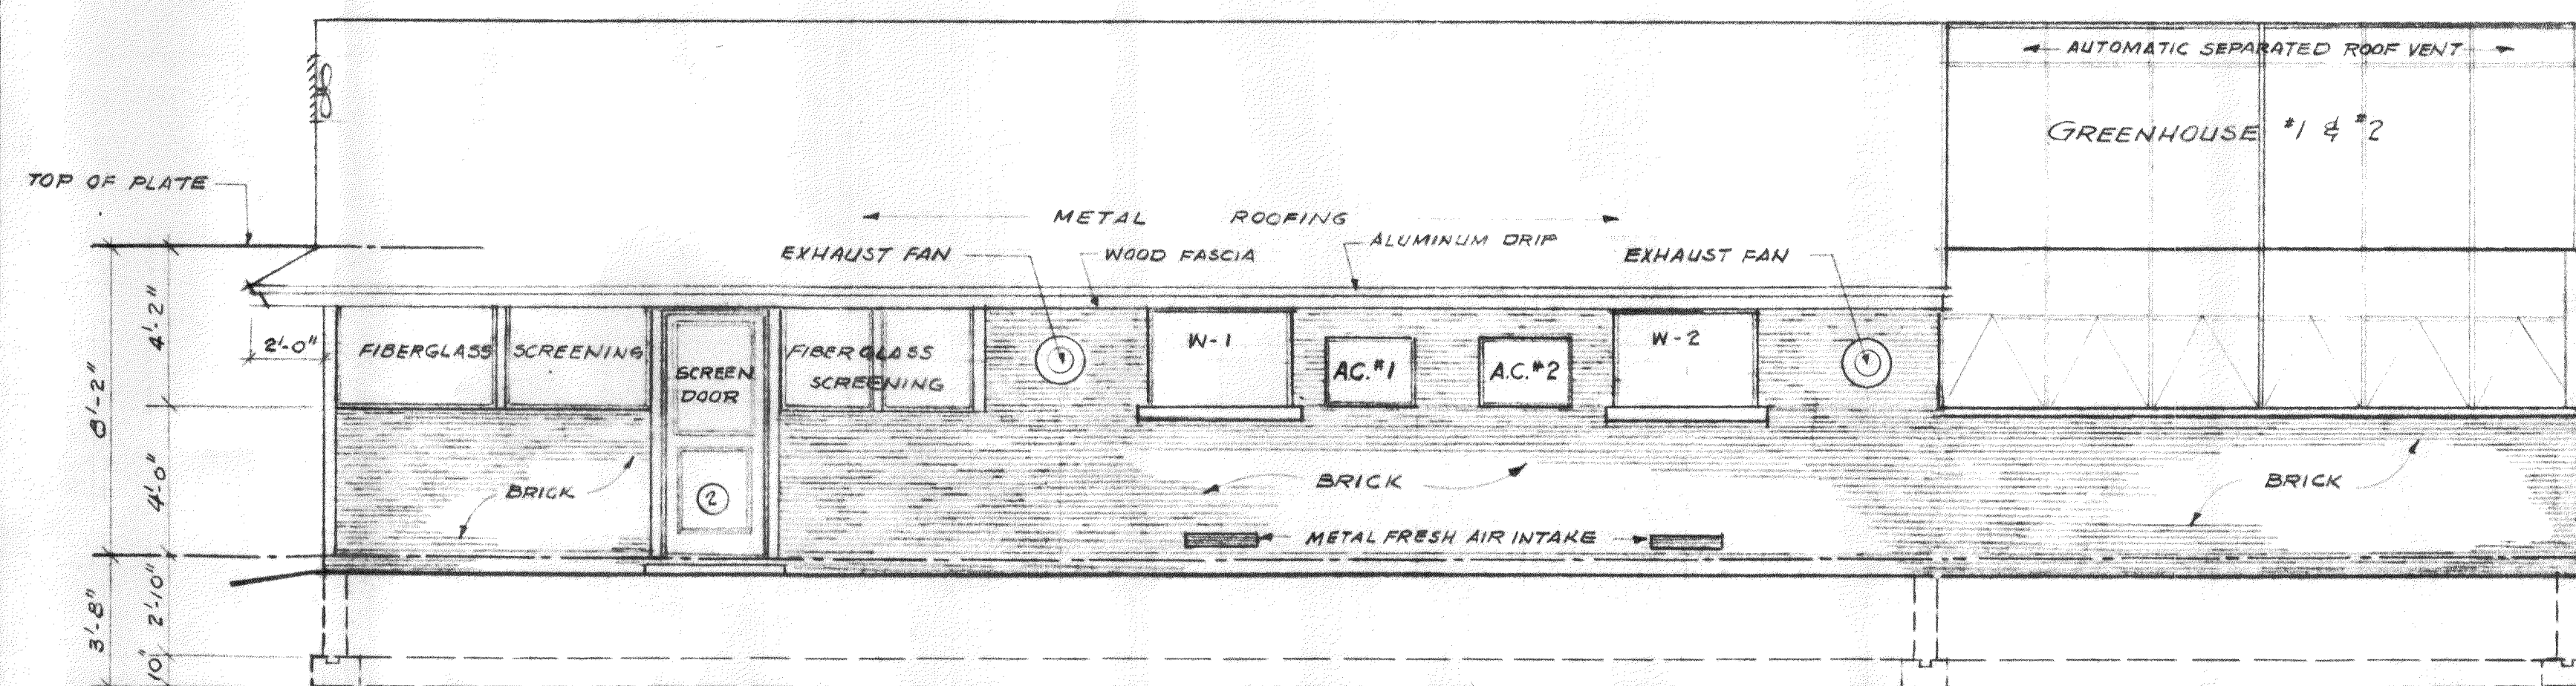 AUTOMATIC SEPARATED ROOF VENT
GREENHOUSE #1 & #2
TOP OF PLATE
METAL ROOFING
ALUMINUM DRIP
EXHAUST FAN
WOOD FASCIA
EXHAUST FAN
8'-2"
4'-2"
2'-0"
FIBERGLASS SCREENING
SCREEN
DOOR
FIBERGLASS
SCREENING
W-1
A.C.#1
A.C.#2
W-2
4'-0"
BRICK
2
BRICK
BRICK
METAL FRESH AIR INTAKE
3'-8"
2'-10"
10"